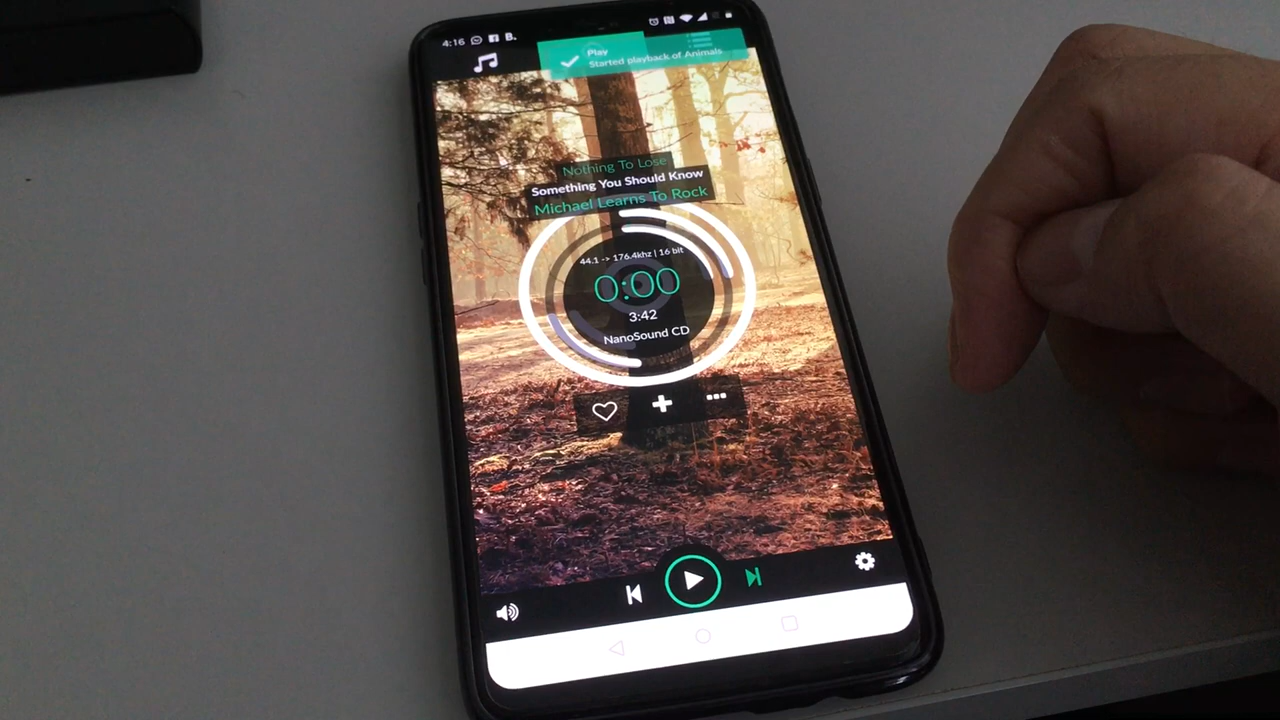 4:16 B.
Play
Started playback of Animals
Nothing To Lose
Something You Should Know
Michael Learns To Rock
44.1 -> 176.4khz | 16 bit
0:00
3:42
NanoSound CD